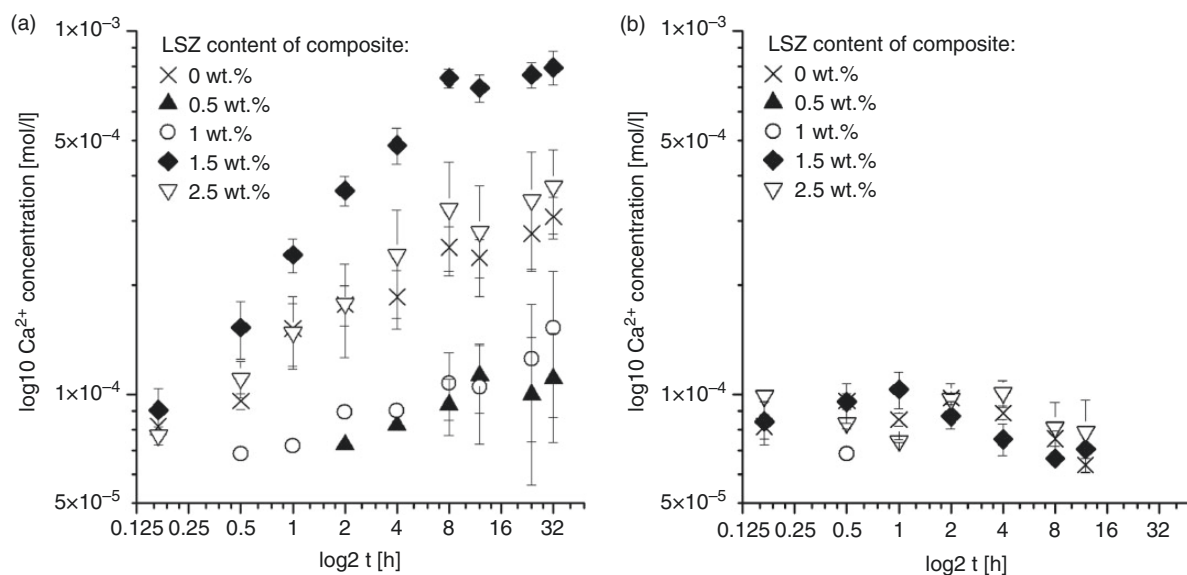 (a)
LSZ content of composite:
0 wt.%
0.5 wt.%
1 wt.%
1.5 wt.%
2.5 wt.%
log10 Ca²⁺ concentration [mol/l]
1×10⁻³
5×10⁻⁴
1×10⁻⁴
5×10⁻⁵
0.125 0.25 0.5 1 2 4 8 16 32
log2 t [h]
(b)
LSZ content of composite:
0 wt.%
0.5 wt.%
1 wt.%
1.5 wt.%
2.5 wt.%
log10 Ca²⁺ concentration [mol/l]
1×10⁻³
5×10⁻⁴
1×10⁻⁴
5×10⁻⁵
0.125 0.25 0.5 1 2 4 8 16 32
log2 t [h]